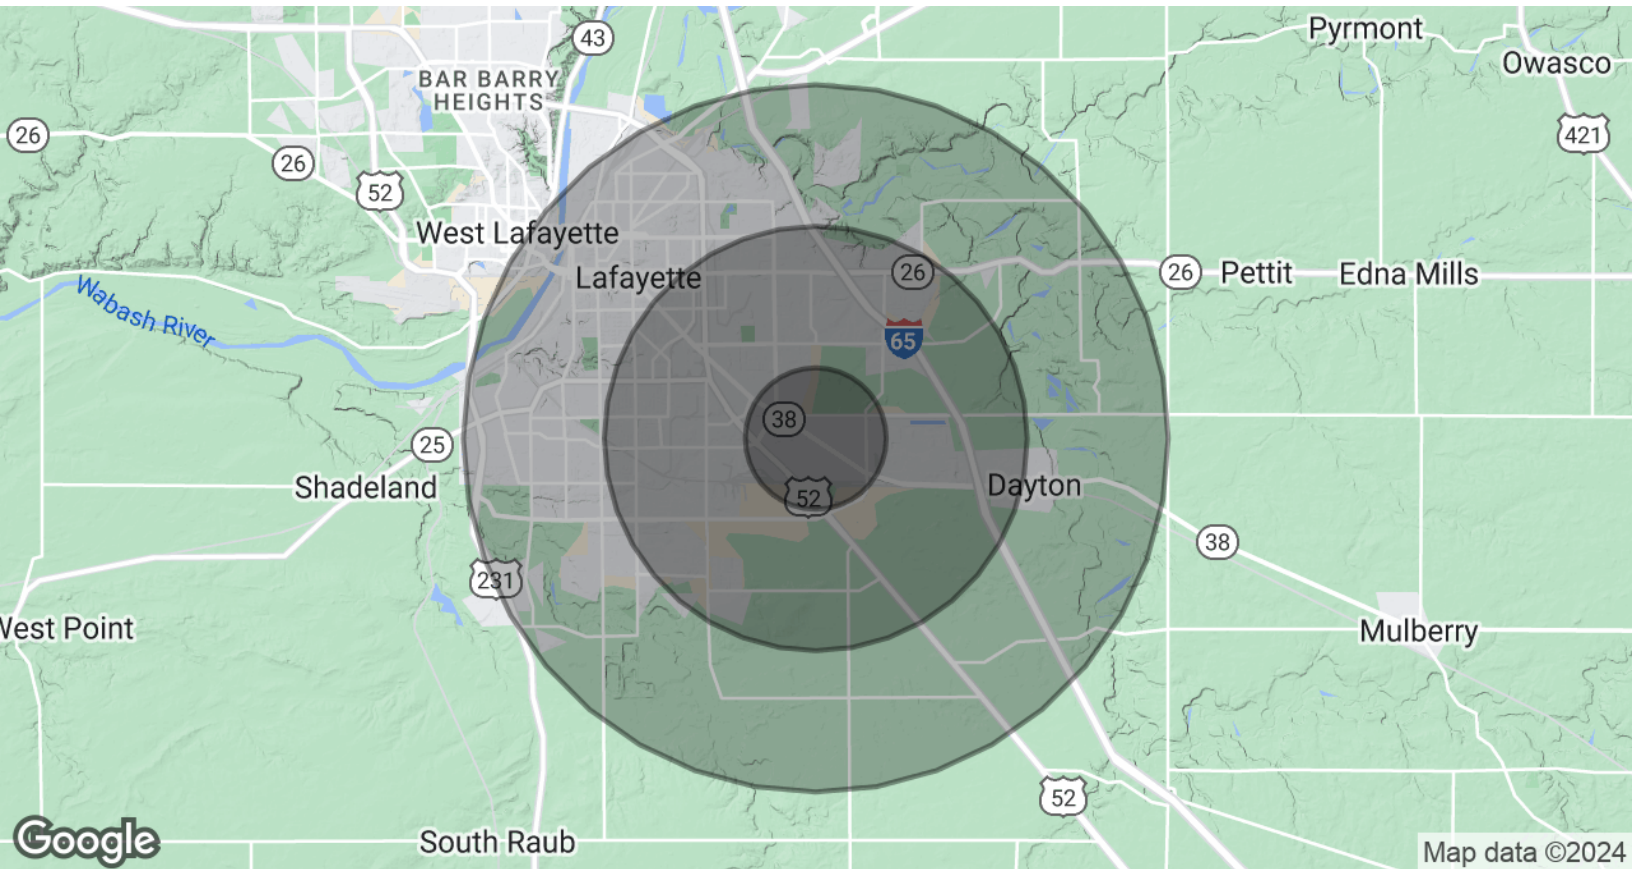 Pyrmont
43
Owasco
BAR BARRY
HEIGHTS
26
421
26
52
West Lafayette
Lafayette
26
26
Pettit
Edna Mills
Wabash River
65
38
25
Shadeland
Dayton
52
38
231
West Point
Mulberry
52
South Raub
Google
Map data ©2024